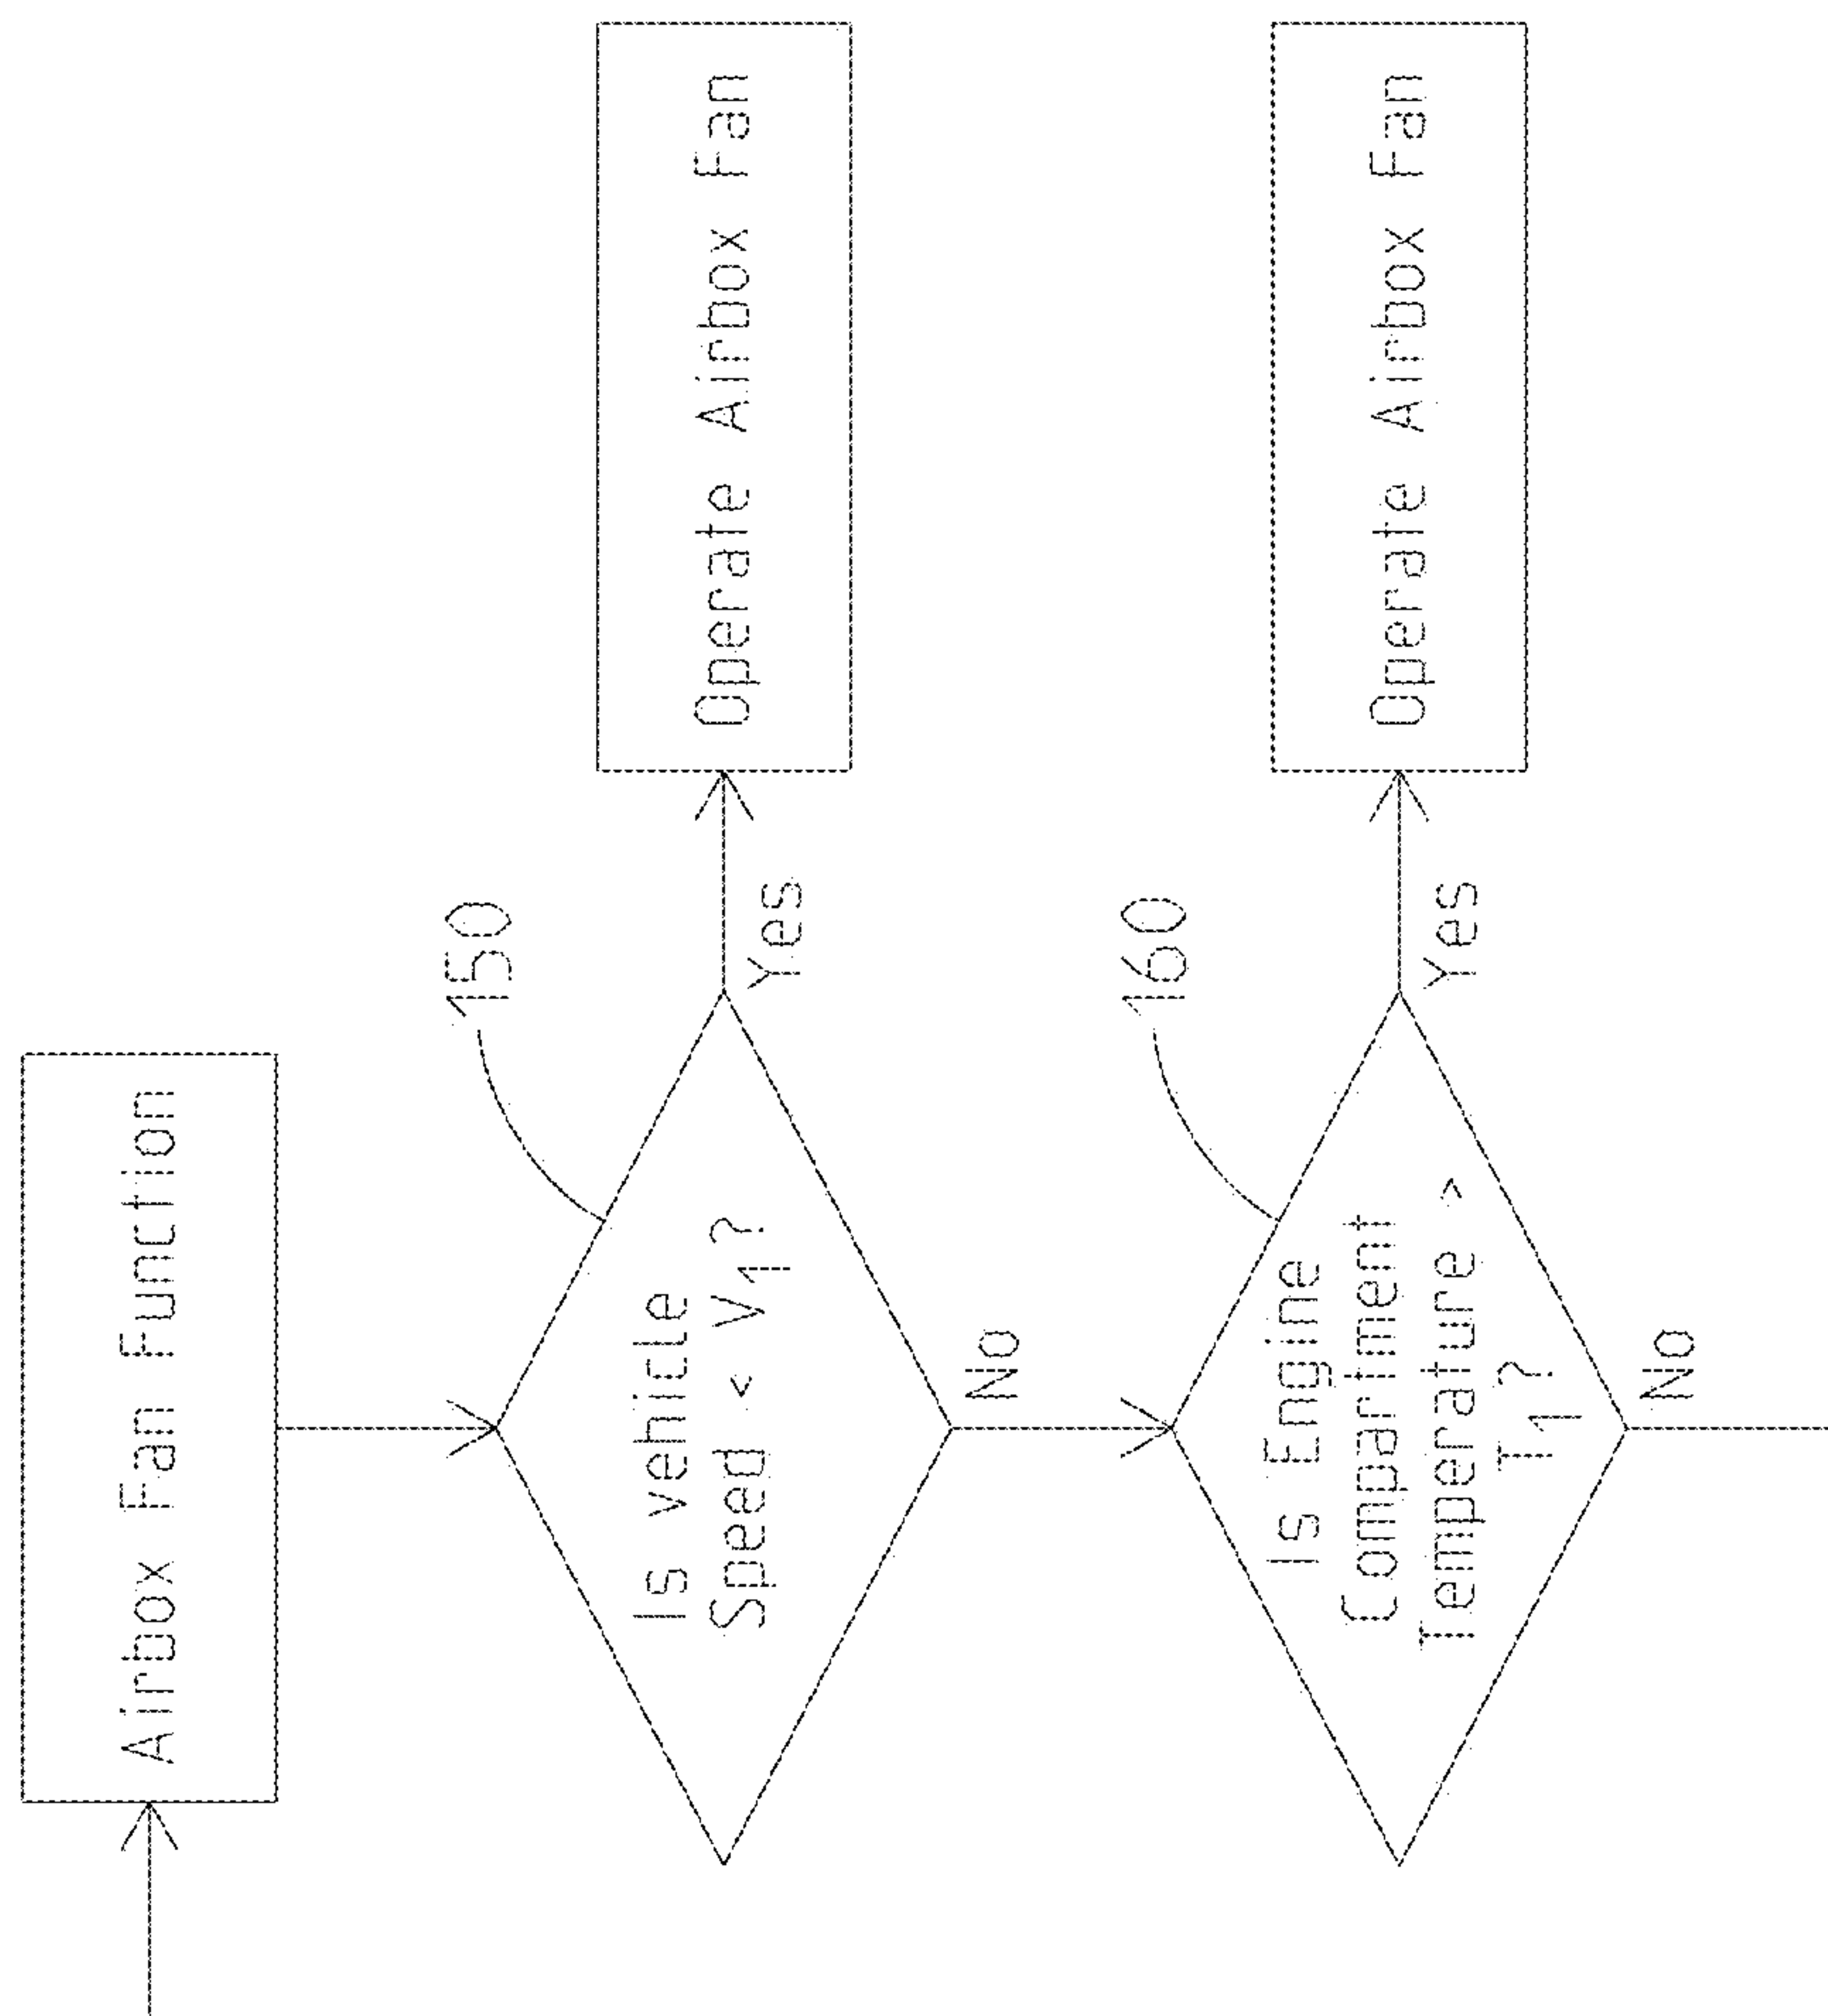 Airbox Fan Function
150
Is vehicle
Speed < V1?
Yes
Operate Airbox Fan
No
160
Is Engine
Compartment
Temperature >
T1?
Yes
Operate Airbox Fan
No